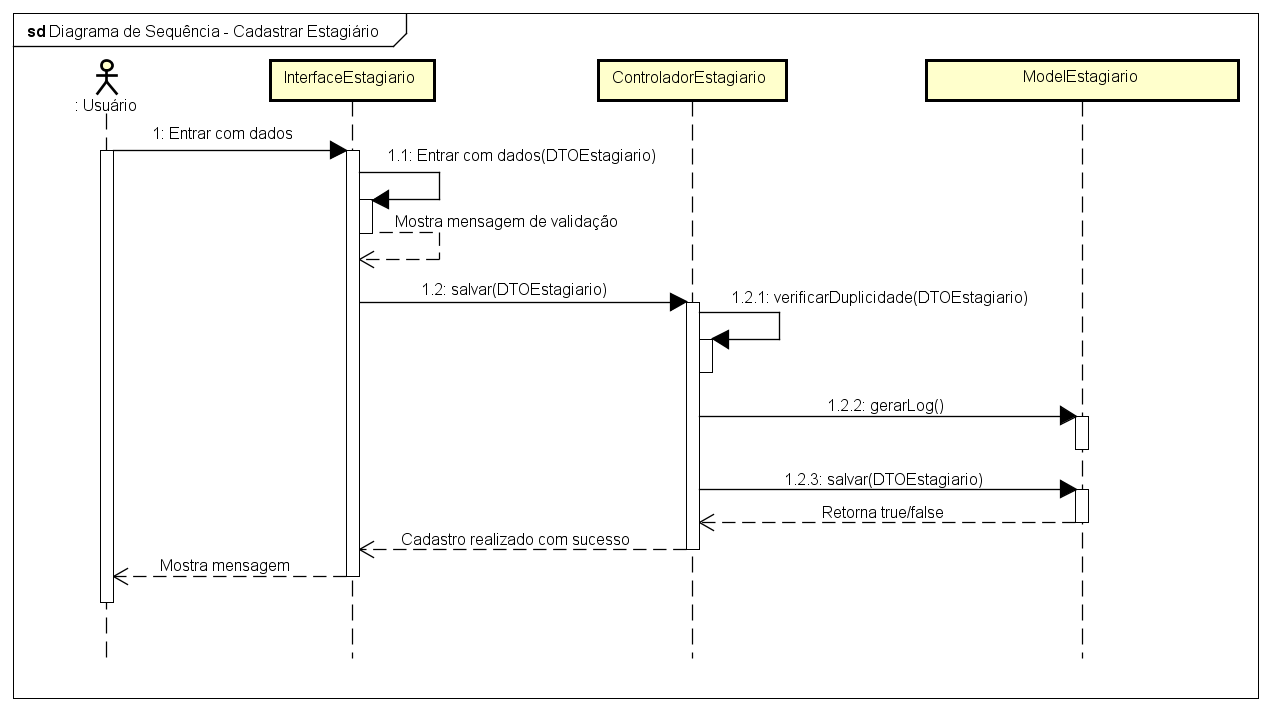 sd Diagrama de Sequência - Cadastrar Estagiário
InterfaceEstagiario
ControladorEstagiario
ModelEstagiario
: Usuário
1: Entrar com dados
1.1: Entrar com dados(DTOEstagiario)
Mostra mensagem de validação
1.2: salvar(DTOEstagiario)
1.2.1: verificarDuplicidade(DTOEstagiario)
1.2.2: gerarLog()
1.2.3: salvar(DTOEstagiario)
Retorna true/false
Cadastro realizado com sucesso
Mostra mensagem